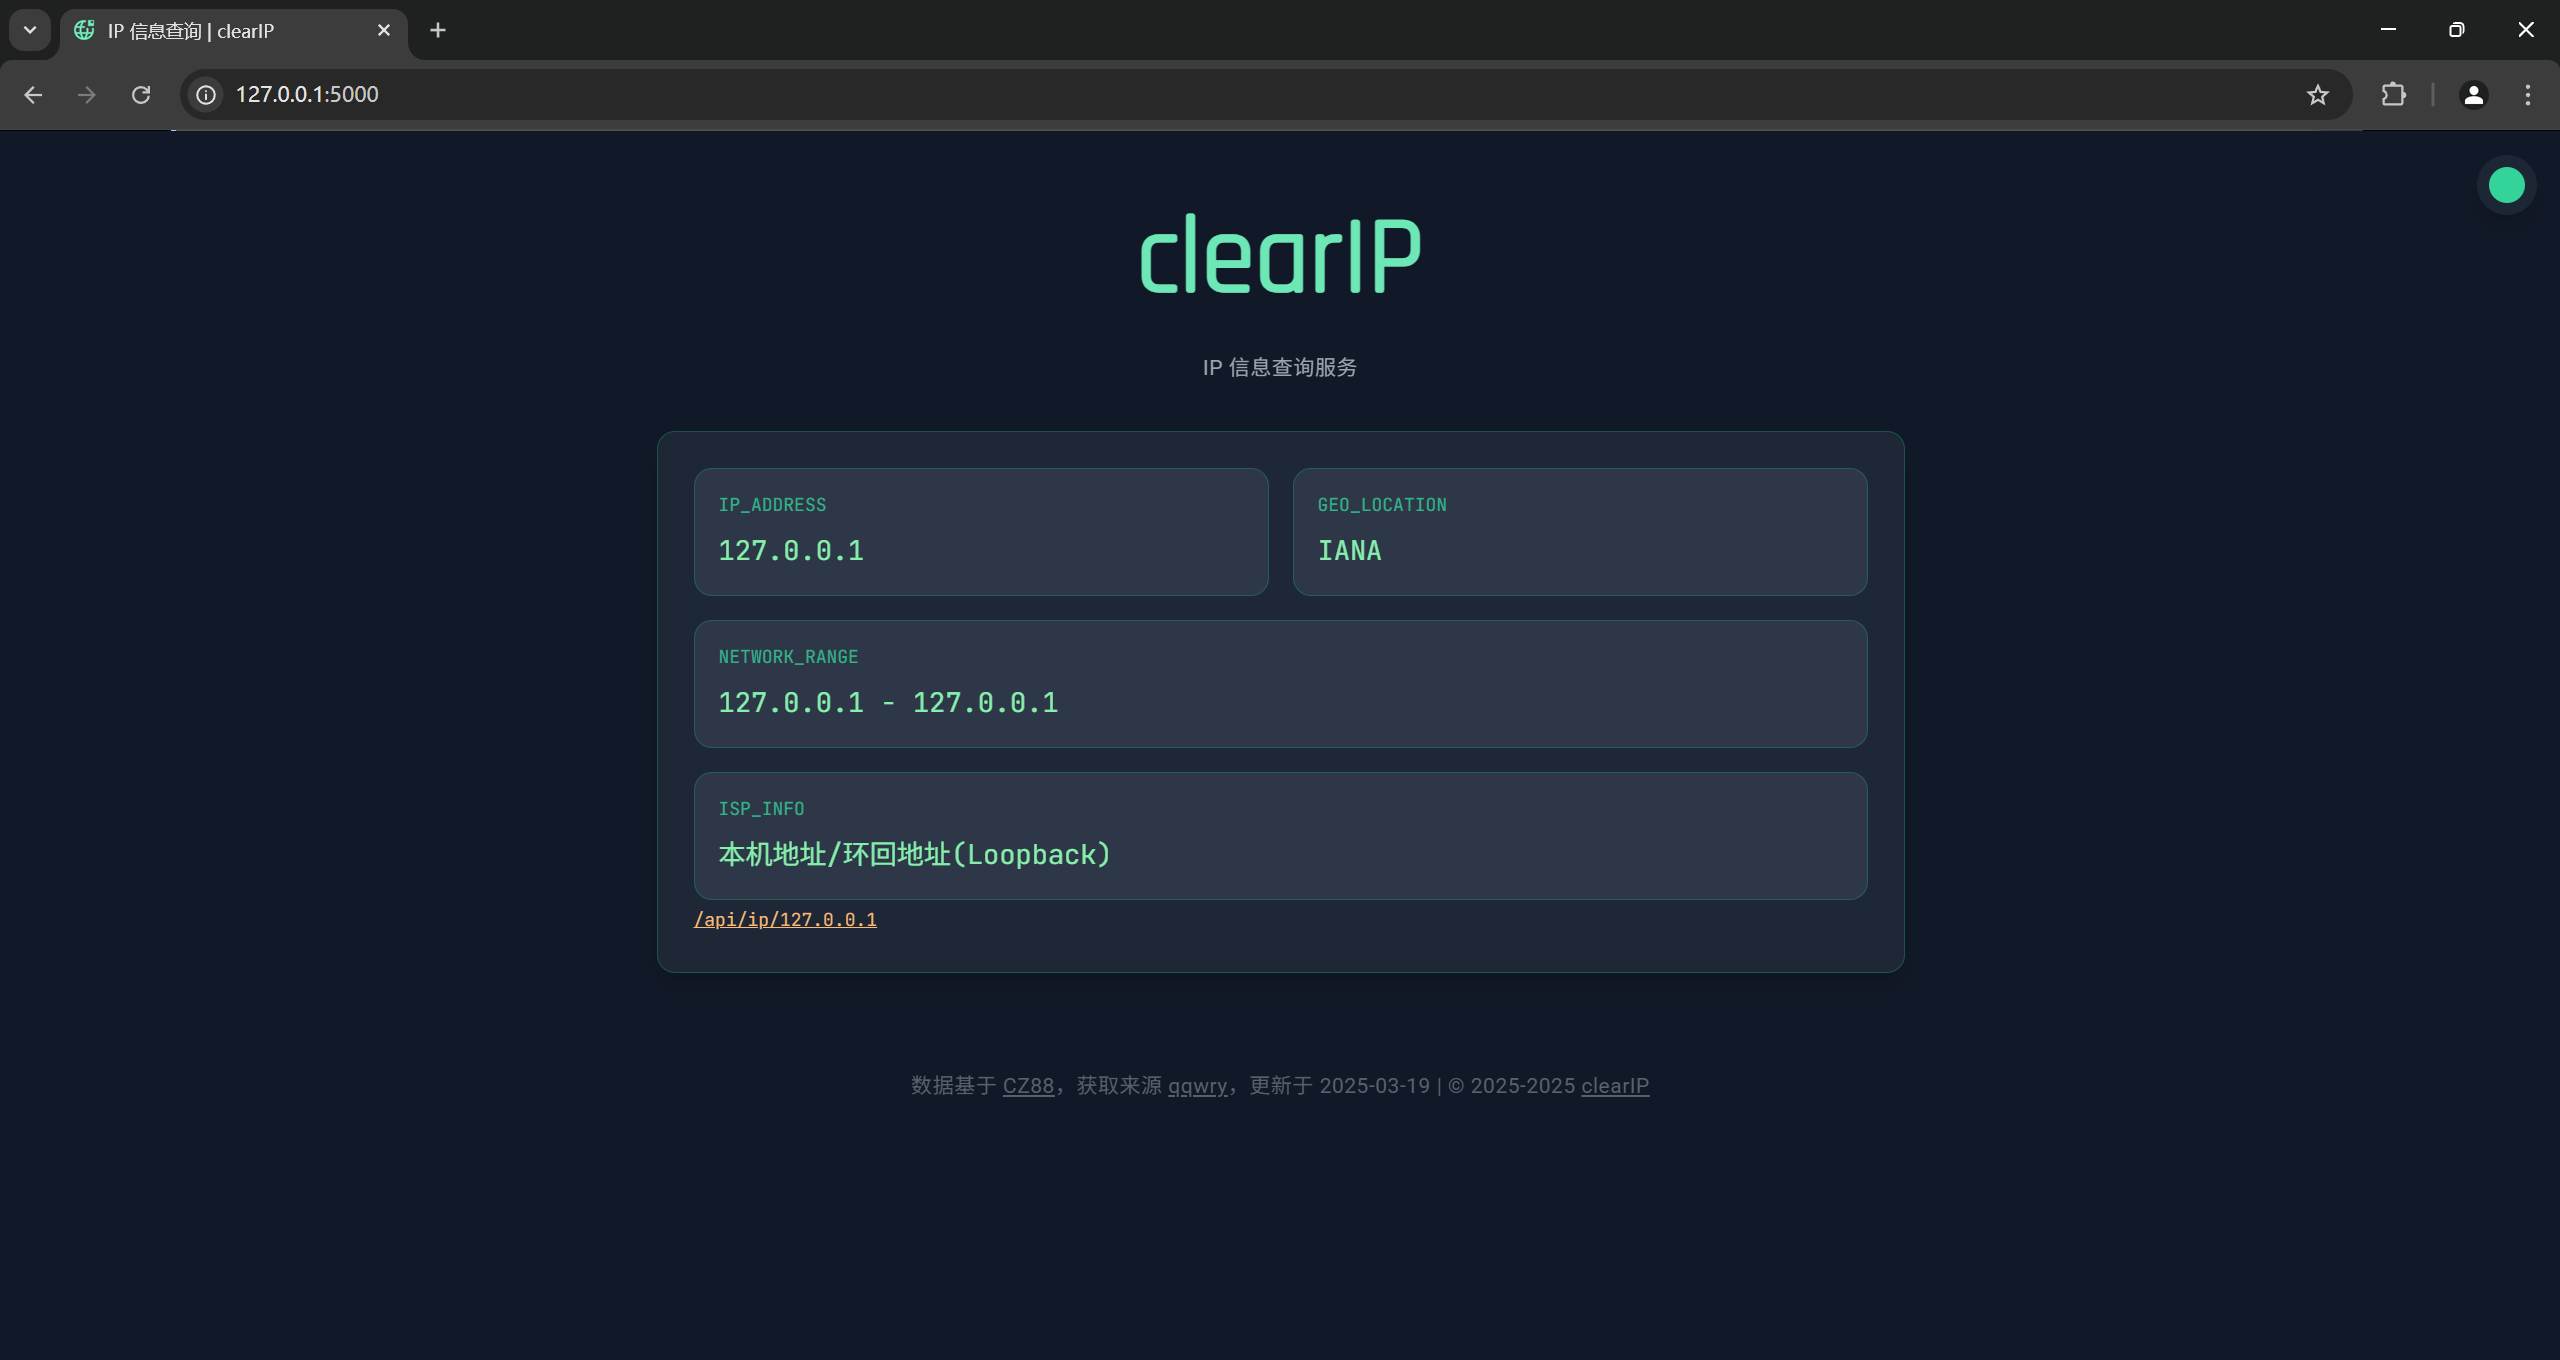 IP 信息查询 | clearIP
127.0.0.1:5000
clearIP
IP 信息查询服务
IP_ADDRESS
127.0.0.1
GEO_LOCATION
IANA
NETWORK_RANGE
127.0.0.1 - 127.0.0.1
ISP_INFO
本机地址/环回地址(Loopback)
/api/ip/127.0.0.1
数据基于 CZ88，获取来源 qqwry，更新于 2025-03-19 | © 2025-2025 clearIP